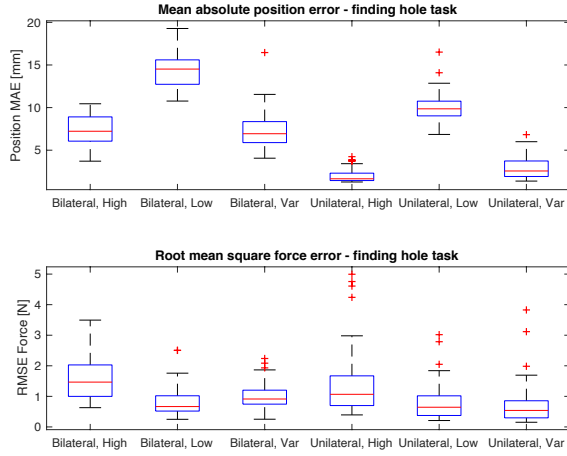 Mean absolute position error - finding hole task
Position MAE [mm]
20
15
10
5
Bilateral, High Bilateral, Low Bilateral, Var Unilateral, High Unilateral, Low Unilateral, Var
Root mean square force error - finding hole task
RMSE Force [N]
5
4
3
2
1
0
Bilateral, High Bilateral, Low Bilateral, Var Unilateral, High Unilateral, Low Unilateral, Var